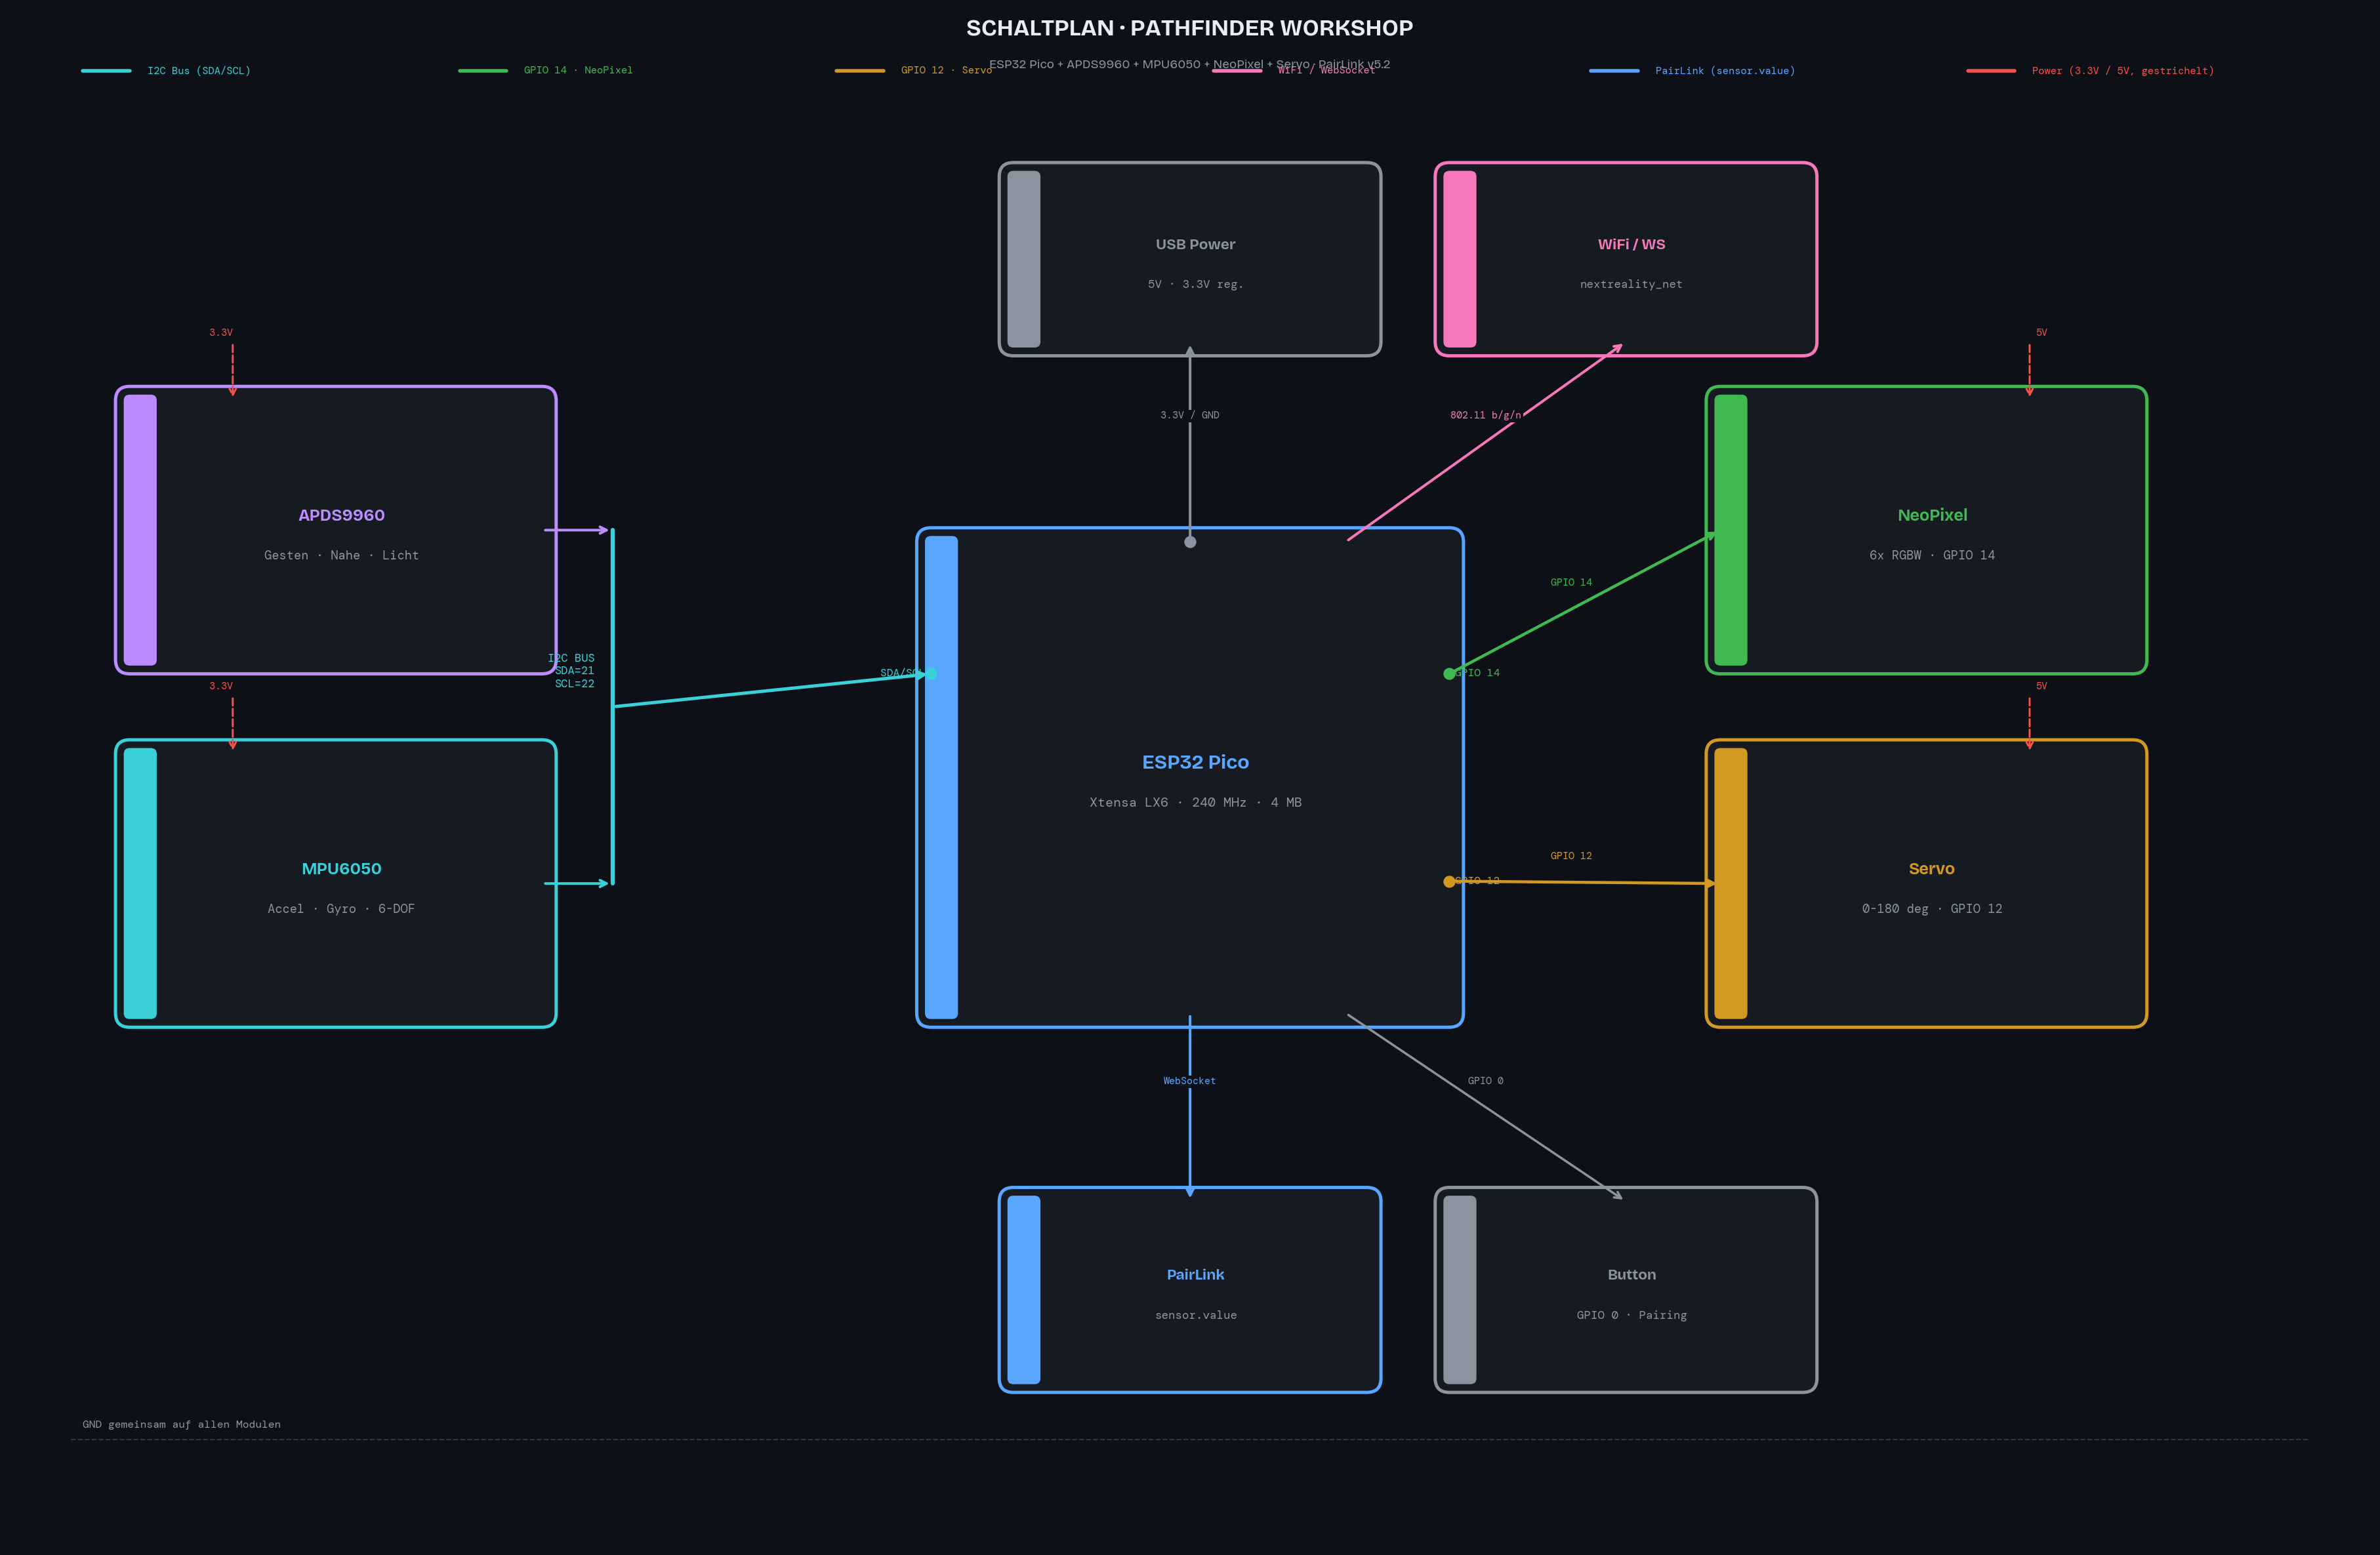 SCHALTPLAN · PATHFINDER WORKSHOP
ESP32 Pico + APDS9960 + MPU6050 + NeoPixel + Servo · PairLink v5.2
I2C Bus (SDA/SCL)
GPIO 14 · NeoPixel
GPIO 12 · Servo
WiFi / WebSocket
PairLink (sensor.value)
Power (3.3V / 5V, gestrichelt)
USB Power
5V · 3.3V reg.
WiFi / WS
nextreality_net
3.3V
5V
3.3V / GND
802.11 b/g/n
APDS9960
Gesten · Nahe · Licht
NeoPixel
6x RGBW · GPIO 14
GPIO 14
I2C BUS
SDA=21
SCL=22
SDA/SCL
GPIO 14
3.3V
5V
ESP32 Pico
Xtensa LX6 · 240 MHz · 4 MB
MPU6050
Accel · Gyro · 6-DOF
GPIO 12
GPIO 12
Servo
0-180 deg · GPIO 12
WebSocket
GPIO 0
PairLink
sensor.value
Button
GPIO 0 · Pairing
GND gemeinsam auf allen Modulen